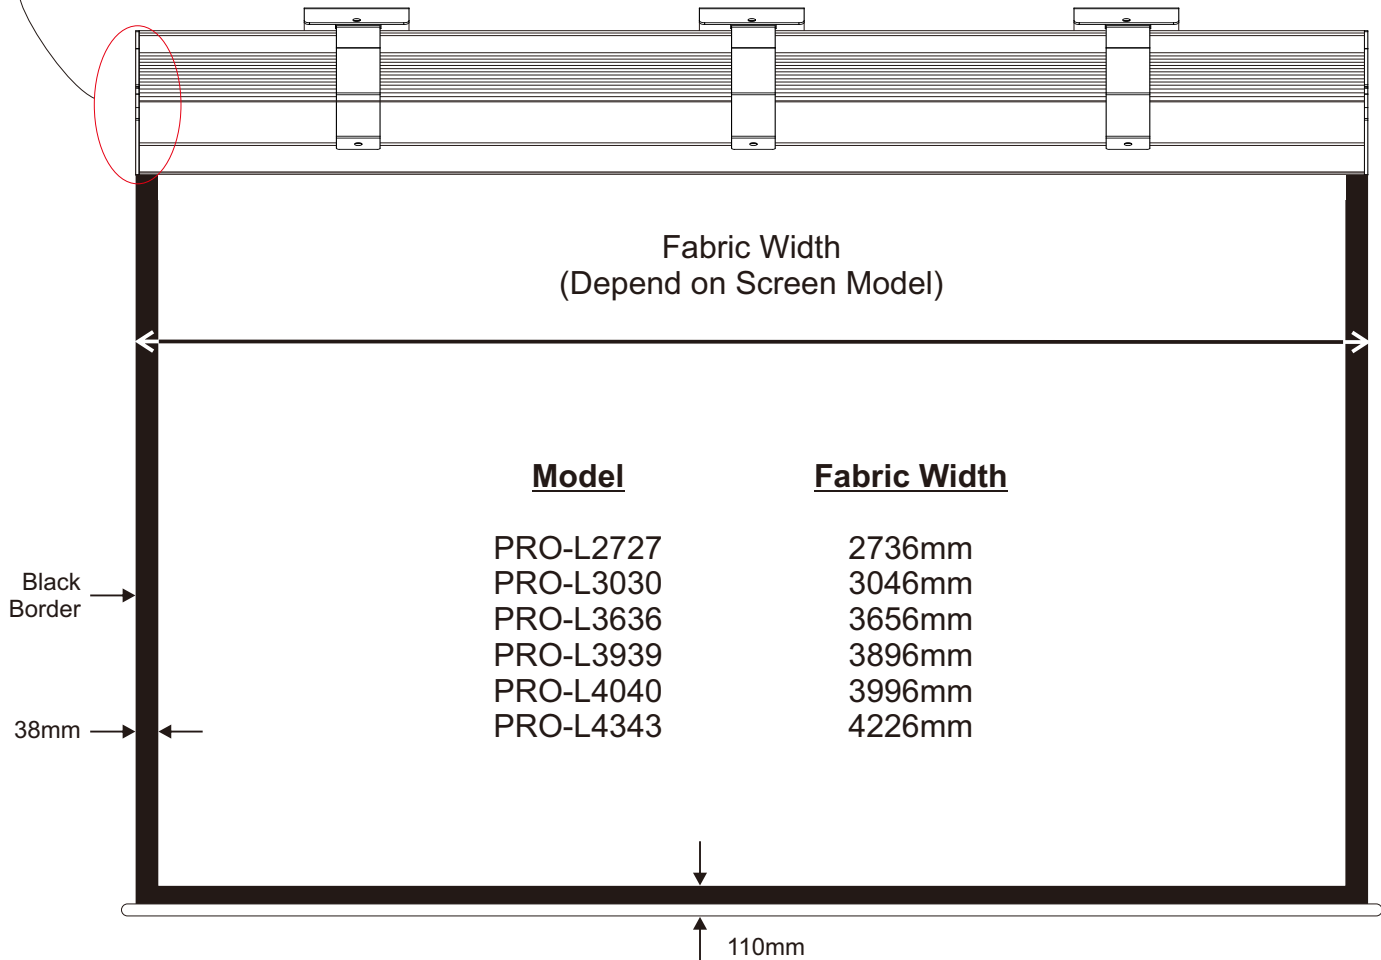 Fabric Width
(Depend on Screen Model)
Model Fabric Width
PRO-L2727 2736mm
PRO-L3030 3046mm
PRO-L3636 3656mm
PRO-L3939 3896mm
PRO-L4040 3996mm
PRO-L4343 4226mm
Black
Border
38mm
110mm